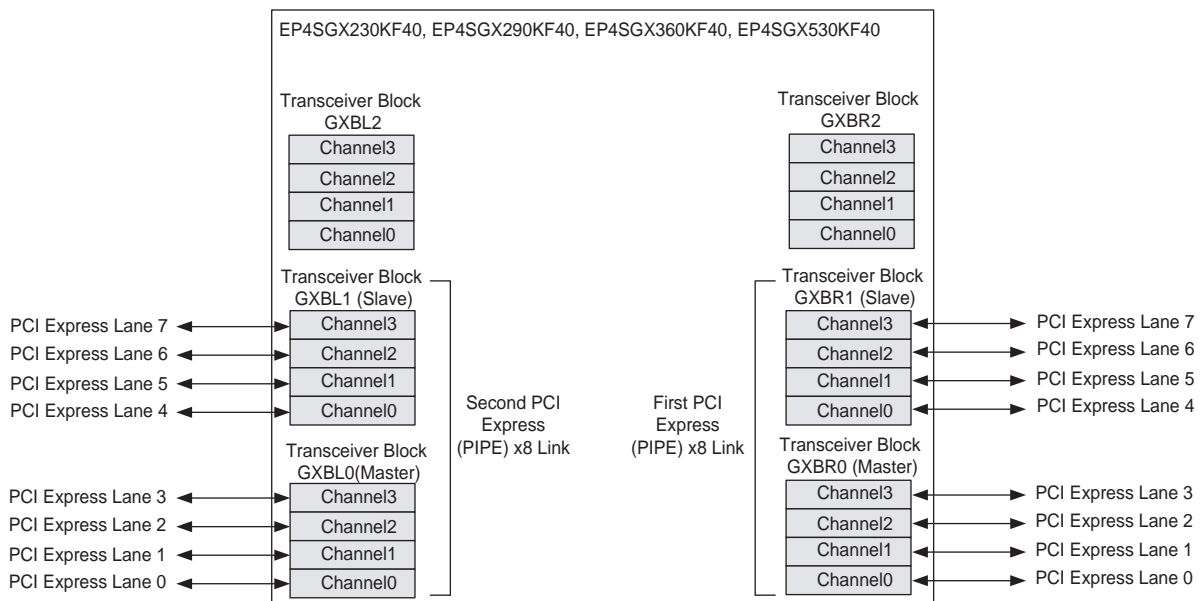 EP4SGX230KF40, EP4SGX290KF40, EP4SGX360KF40, EP4SGX530KF40
Transceiver Block
GXBL2
Channel3
Channel2
Channel1
Channel0
Transceiver Block
GXBR2
Channel3
Channel2
Channel1
Channel0
Transceiver Block
GXBL1 (Slave)
PCI Express Lane 7
Channel3
PCI Express Lane 6
Channel2
PCI Express Lane 5
Channel1
PCI Express Lane 4
Channel0
Transceiver Block
GXBL0(Master)
PCI Express Lane 3
Channel3
PCI Express Lane 2
Channel2
PCI Express Lane 1
Channel1
PCI Express Lane 0
Channel0
Second PCI
Express
(PIPE) x8 Link
First PCI
Express
(PIPE) x8 Link
Transceiver Block
GXBR1 (Slave)
Channel3
PCI Express Lane 7
Channel2
PCI Express Lane 6
Channel1
PCI Express Lane 5
Channel0
PCI Express Lane 4
Transceiver Block
GXBR0 (Master)
Channel3
PCI Express Lane 3
Channel2
PCI Express Lane 2
Channel1
PCI Express Lane 1
Channel0
PCI Express Lane 0